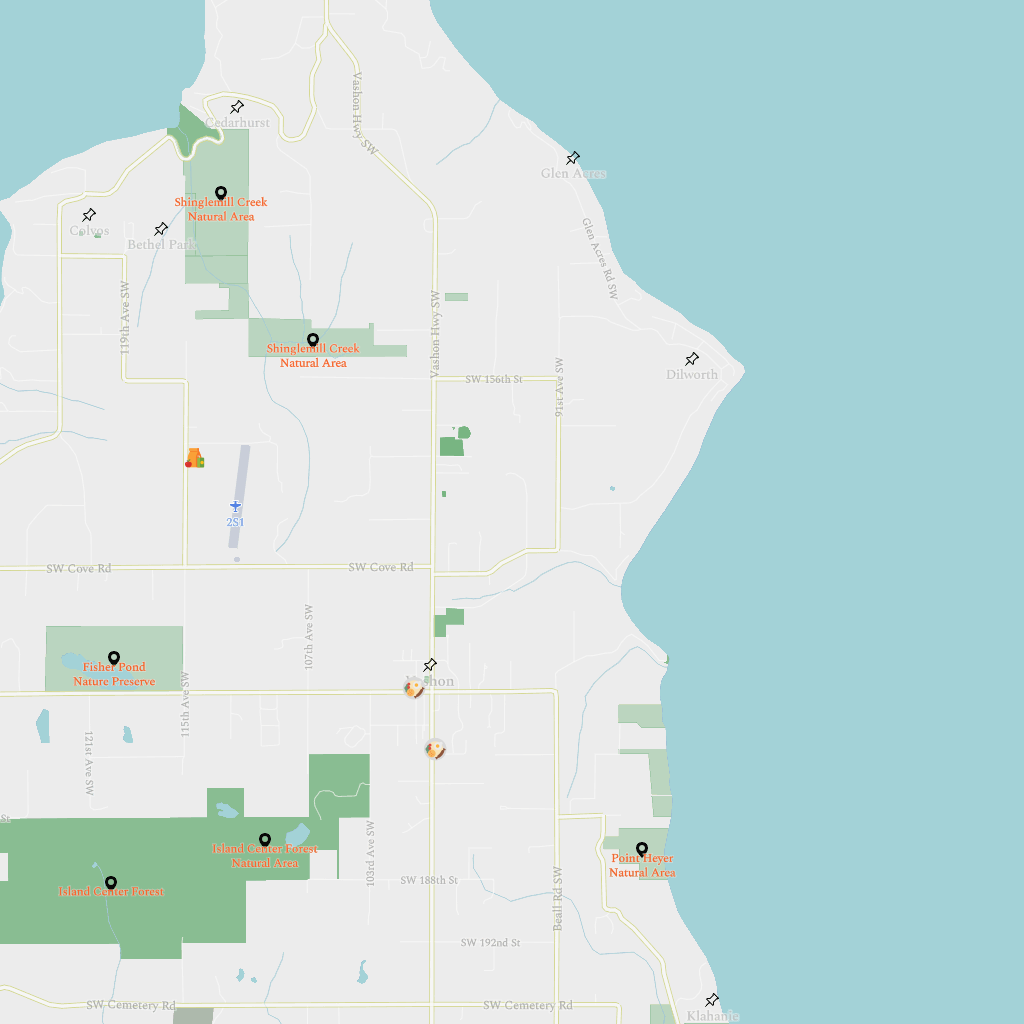 Vashon Hwy SW
Cedarhurst
Glen Acres
Shinglemill Creek
Natural Area
Colvos
Bethel Park
Glen Acres Rd SW
119th Ave SW
Vashon Hwy SW
Shinglemill Creek
Natural Area
Dilworth
SW 156th St
91st Ave SW
2S1
SW Cove Rd
SW Cove Rd
107th Ave SW
Fisher Pond
Nature Preserve
115th Ave SW
121st Ave SW
St
Island Center Forest
Natural Area
103rd Ave SW
Point Heyer
Natural Area
Island Center Forest
SW 188th St
Beall Rd SW
SW 192nd St
SW Cemetery Rd
SW Cemetery Rd
Klahanie